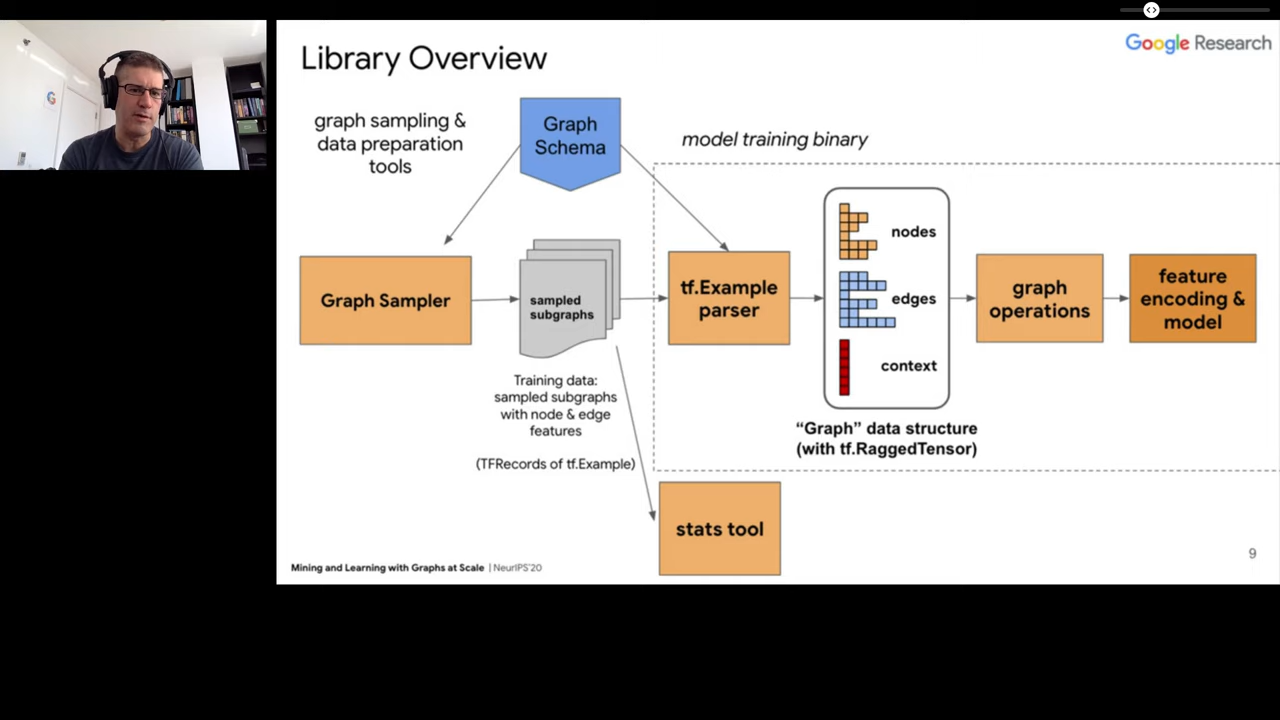 Library Overview
Google Research
graph sampling &
data preparation
tools
Graph
Schema
model training binary
Graph Sampler
sampled
subgraphs
tf.Example
parser
nodes
edges
context
graph
operations
feature
encoding &
model
Training data:
sampled subgraphs
with node & edge
features
(TFRecords of tf.Example)
“Graph” data structure
(with tf.RaggedTensor)
stats tool
Mining and Learning with Graphs at Scale | NeurIPS'20
9